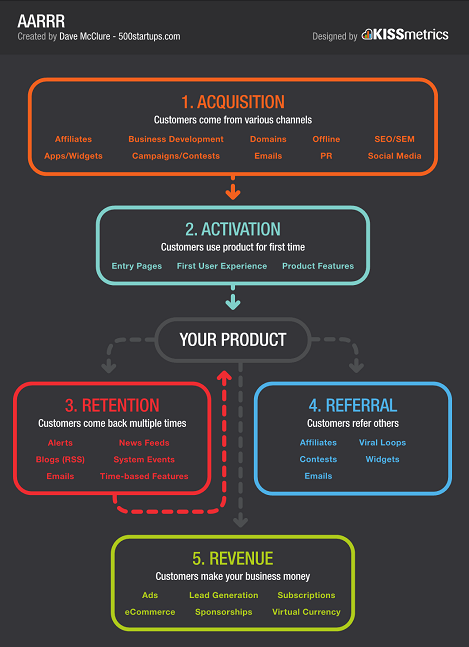 AARRR
Created by Dave McClure - 500startups.com
Designed by KISSmetrics
1. ACQUISITION
Customers come from various channels
Affiliates Business Development Domains Offline SEO/SEM
Apps/Widgets Campaigns/Contests Emails PR Social Media
2. ACTIVATION
Customers use product for first time
Entry Pages First User Experience Product Features
YOUR PRODUCT
3. RETENTION
Customers come back multiple times
Alerts News Feeds
Blogs (RSS) System Events
Emails Time-based Features
4. REFERRAL
Customers refer others
Affiliates Viral Loops
Contests Widgets
Emails
5. REVENUE
Customers make your business money
Ads Lead Generation Subscriptions
eCommerce Sponsorships Virtual Currency